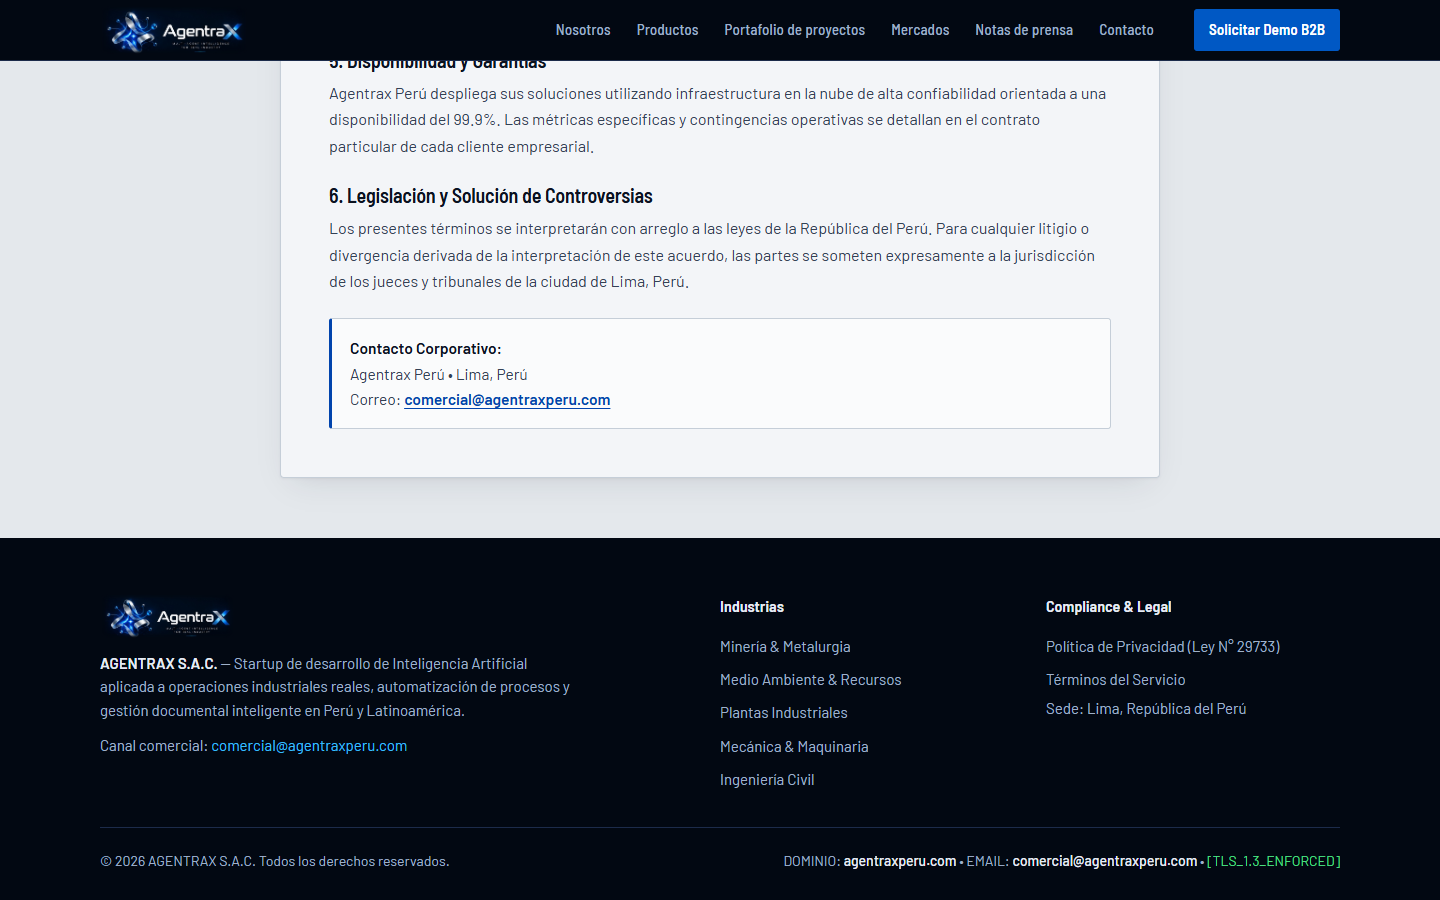 AgentraX
Nosotros
Productos
Portafolio de proyectos
Mercados
Notas de prensa
Contacto
Solicitar Demo B2B
5. Disponibilidad y Garantías
Agentrax Perú despliega sus soluciones utilizando infraestructura en la nube de alta confiabilidad orientada a una
disponibilidad del 99.9%. Las métricas específicas y contingencias operativas se detallan en el contrato
particular de cada cliente empresarial.
6. Legislación y Solución de Controversias
Los presentes términos se interpretarán con arreglo a las leyes de la República del Perú. Para cualquier litigio o
divergencia derivada de la interpretación de este acuerdo, las partes se someten expresamente a la jurisdicción
de los jueces y tribunales de la ciudad de Lima, Perú.
Contacto Corporativo:
Agentrax Perú • Lima, Perú
Correo: comercial@agentraxperu.com
AgentraX
AGENTRAX S.A.C. — Startup de desarrollo de Inteligencia Artificial
aplicada a operaciones industriales reales, automatización de procesos y
gestión documental inteligente en Perú y Latinoamérica.
Canal comercial: comercial@agentraxperu.com
Industrias
Minería & Metalurgia
Medio Ambiente & Recursos
Plantas Industriales
Mecánica & Maquinaria
Ingeniería Civil
Compliance & Legal
Política de Privacidad (Ley N° 29733)
Términos del Servicio
Sede: Lima, República del Perú
© 2026 AGENTRAX S.A.C. Todos los derechos reservados.
DOMINIO: agentraxperu.com • EMAIL: comercial@agentraxperu.com • [TLS_1.3_ENFORCED]